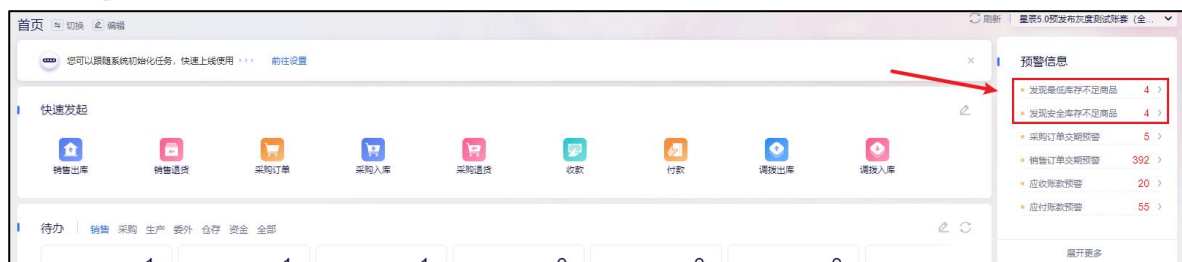 首页 切换 编辑
刷新 星辰5.0预发布灰度测试账套（全...
您可以跟随系统初始化任务，快速上线使用 · · · 前往设置
快速发起
销售出库 销售退货 采购订单 采购入库 采购退货 收款 付款 调拨出库 调拨入库
待办 销售 采购 生产 委外 仓存 资金 全部
预警信息
发现最低库存不足商品 4
发现安全库存不足商品 4
采购订单交期预警 5
销售订单交期预警 392
应收账款预警 20
应付账款预警 55
展开更多